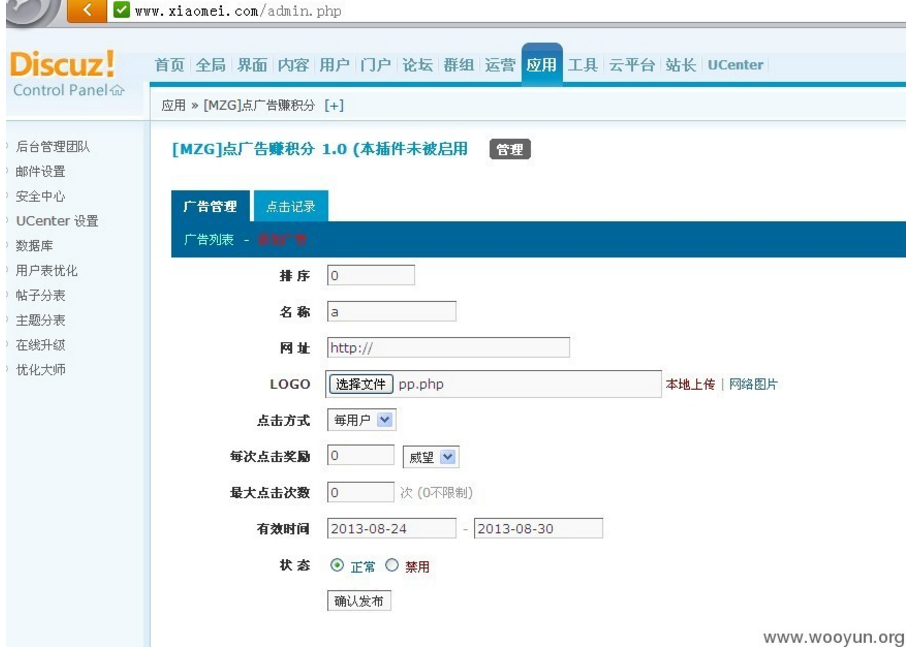 www.xiaomei.com/admin.php
Discuz!
Control Panel
首页 全局 界面 内容 用户 门户 论坛 群组 运营 应用 工具 云平台 站长 UCenter
应用 » [MZG]点广告赚积分 [+]
后台管理团队
邮件设置
安全中心
UCenter 设置
数据库
用户表优化
帖子分表
主题分表
在线升级
优化大师
[MZG]点广告赚积分 1.0 (本插件未被启用 管理
广告管理 点击记录
广告列表 -
排 序 0
名 称 a
网 址 http://
LOGO 选择文件 pp.php 本地上传 | 网络图片
点击方式 每用户
每次点击奖励 0 威望
最大点击次数 0 次 (0不限制)
有效时间 2013-08-24 - 2013-08-30
状 态 正常 禁用
确认发布
www.wooyun.org